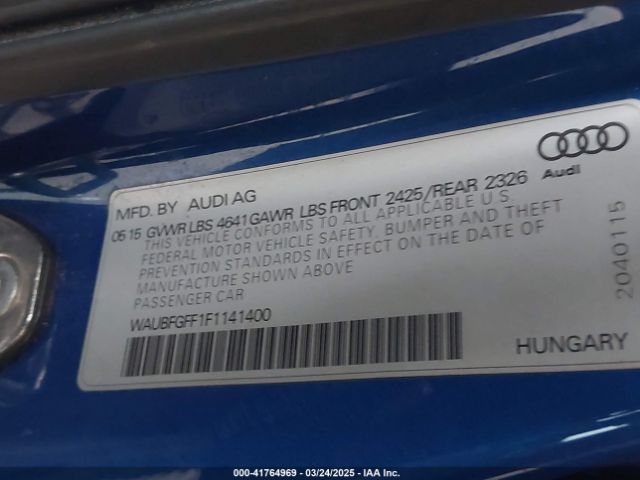 MFD. BY AUDI AG
05 15 GVWR LBS 4641 GAWR LBS FRONT 2425/REAR 2326
THIS VEHICLE CONFORMS TO ALL APPLICABLE U S
FEDERAL MOTOR VEHICLE SAFETY, BUMPER AND THEFT
PREVENTION STANDARDS IN EFFECT ON THE DATE OF
MANUFACTURE SHOWN ABOVE
PASSENGER CAR
WAUBFGFF1F1141400
Audi
2040115
HUNGARY
000-41764969 - 03/24/2025 - IAA Inc.